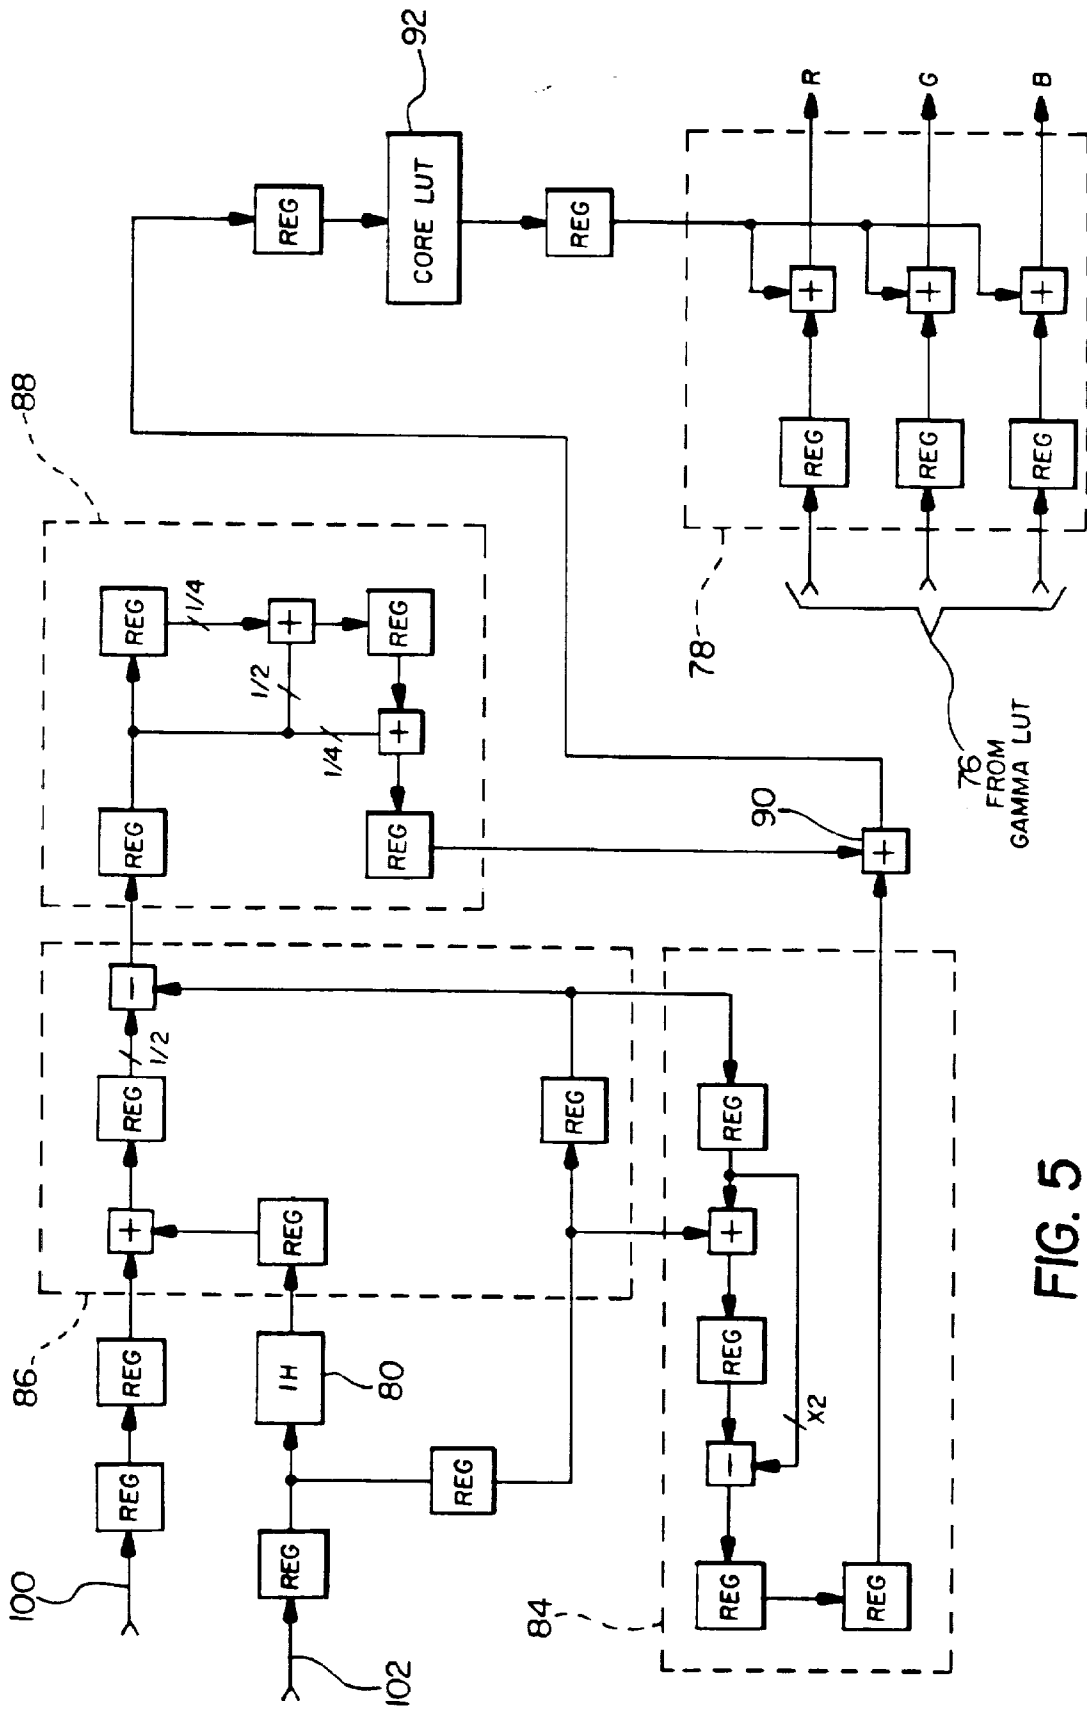 100
REG
REG
86
+
REG
1/2
-
88
REG
REG
1/4
+
1/2
REG
1/4
+
REG
102
REG
1H
80
REG
REG
REG
84
REG
+
REG
-
X2
REG
REG
90
+
REG
CORE LUT
92
REG
78
REG
+
R
REG
+
G
REG
+
B
76
FROM
GAMMA LUT
FIG. 5